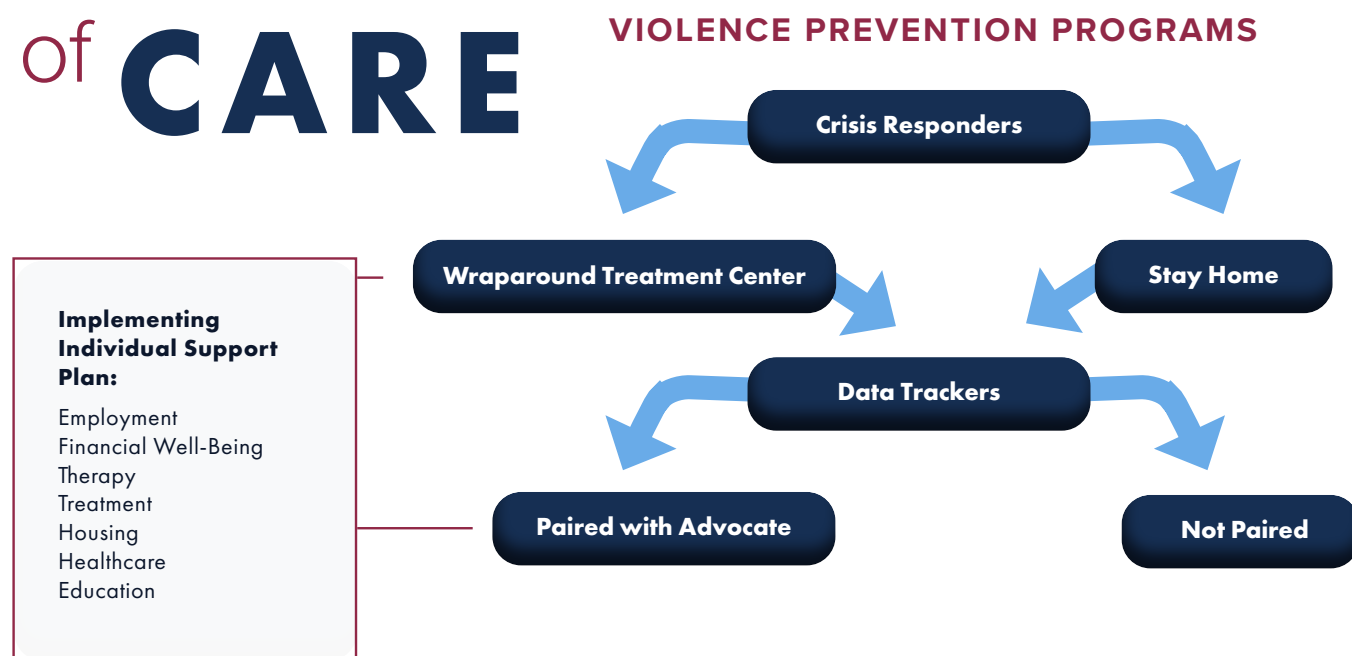 of CARE
VIOLENCE PREVENTION PROGRAMS
Crisis Responders
Wraparound Treatment Center
Stay Home
Implementing
Individual Support
Plan:
Employment
Financial Well-Being
Therapy
Treatment
Housing
Healthcare
Education
Data Trackers
Paired with Advocate
Not Paired